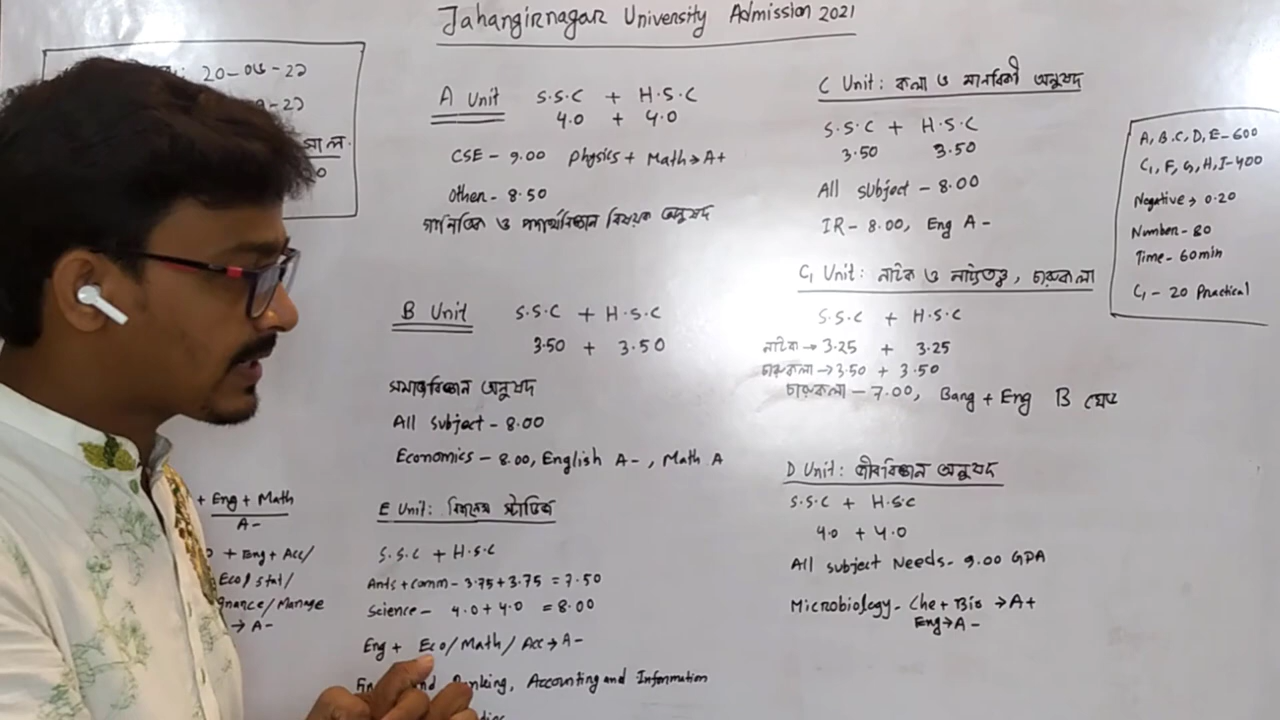 Jahangirnagar University Admission 2021
20-06-21
সাল
A Unit S.S.C + H.S.C
4.0 + 4.0
CSE - 9.00 Physics + Math → A+
Other - 8.50
গানিতিক ও পদার্থবিজ্ঞান বিষয়ক অনুষদ
B Unit S.S.C + H.S.C
3.50 + 3.50
সমাজবিজ্ঞান অনুষদ
All Subject - 8.00
Economics - 8.00, English A-, Math A
E Unit: বিজনেস স্টাডিজ
S.S.C + H.S.C
Arts + Comm - 3.75 + 3.75 = 7.50
Science - 4.0 + 4.0 = 8.00
Eng + Eco/Math/Acc → A-
Banking, Accounting and Information
+ Eng + Math
A-
+ Eng + Acc/
Eco/Stat/
/Manage
→ A-
C Unit: কলা ও মানবিকী অনুষদ
S.S.C + H.S.C
3.50 3.50
All Subject - 8.00
IR - 8.00, Eng A-
C1 Unit: নাটক ও নাট্যতত্ত্ব, চারুকলা
S.S.C + H.S.C
নাটক → 3.25 + 3.25
চারুকলা → 3.50 + 3.50
চারুকলা - 7.00, Bang + Eng B গ্রেড
D Unit: জীববিজ্ঞান অনুষদ
S.S.C + H.S.C
4.0 + 4.0
All Subject Needs - 9.00 GPA
Microbiology - Che + Bio → A+
Eng → A-
A, B, C, D, E - 600
C1, F, G, H, I - 400
Negative → 0.20
Number - 80
Time - 60 min
C1 - 20 Practical